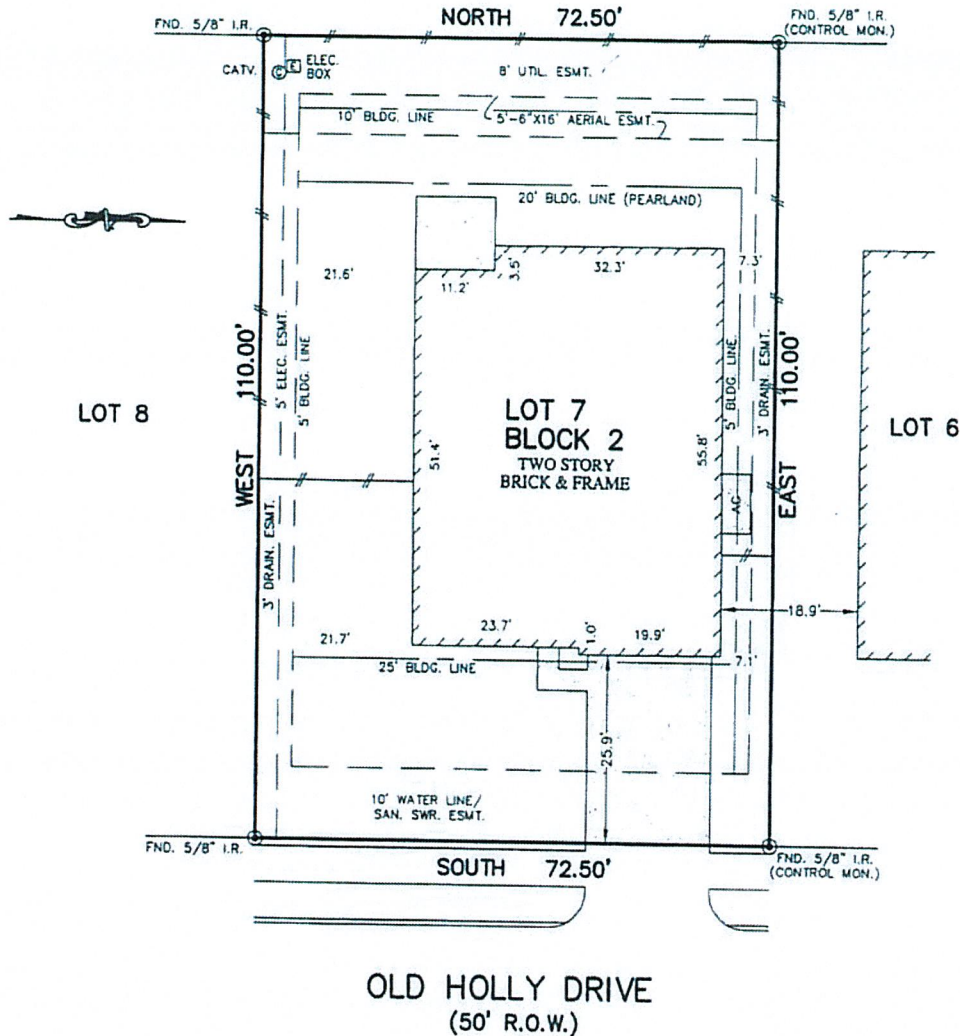 NORTH 72.50'
FND. 5/8" I.R.
FND. 5/8" I.R.
(CONTROL MON.)
CATV.
C
E
ELEC.
BOX
8' UTIL. ESMT.
10' BLDG. LINE
5'-6"X16' AERIAL ESMT.
20' BLDG. LINE (PEARLAND)
21.6'
11.2'
3.5'
32.3'
7.3'
WEST 110.00'
5' ELEC. ESMT.
5' BLDG. LINE
LOT 8
51.4'
LOT 7
BLOCK 2
TWO STORY
BRICK & FRAME
55.8'
5' BLDG. LINE
3' DRAIN. ESMT.
EAST 110.00'
LOT 6
AC
3' DRAIN. ESMT.
18.9'
21.7'
23.7'
1.0'
19.9'
7.1'
25' BLDG. LINE
25.9'
10' WATER LINE/
SAN. SWR. ESMT.
FND. 5/8" I.R.
SOUTH 72.50'
FND. 5/8" I.R.
(CONTROL MON.)
OLD HOLLY DRIVE
(50' R.O.W.)